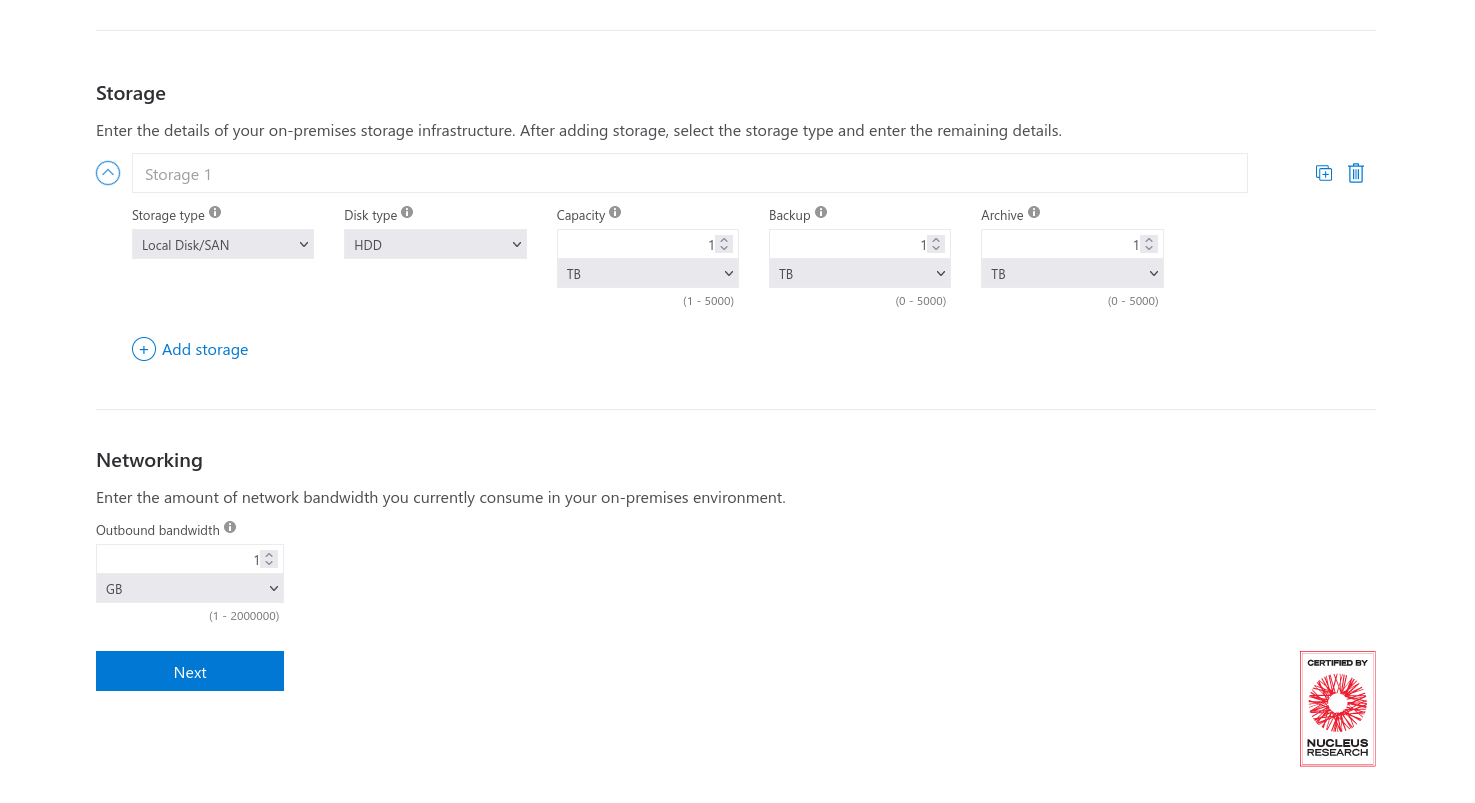 Storage
Enter the details of your on-premises storage infrastructure. After adding storage, select the storage type and enter the remaining details.
Storage 1
Storage type Disk type Capacity Backup Archive
Local Disk/SAN HDD 1 1 1
TB TB TB
(1 - 5000) (0 - 5000) (0 - 5000)
Add storage
Networking
Enter the amount of network bandwidth you currently consume in your on-premises environment.
Outbound bandwidth
1
GB
(1 - 2000000)
Next
CERTIFIED BY
NUCLEUS
RESEARCH